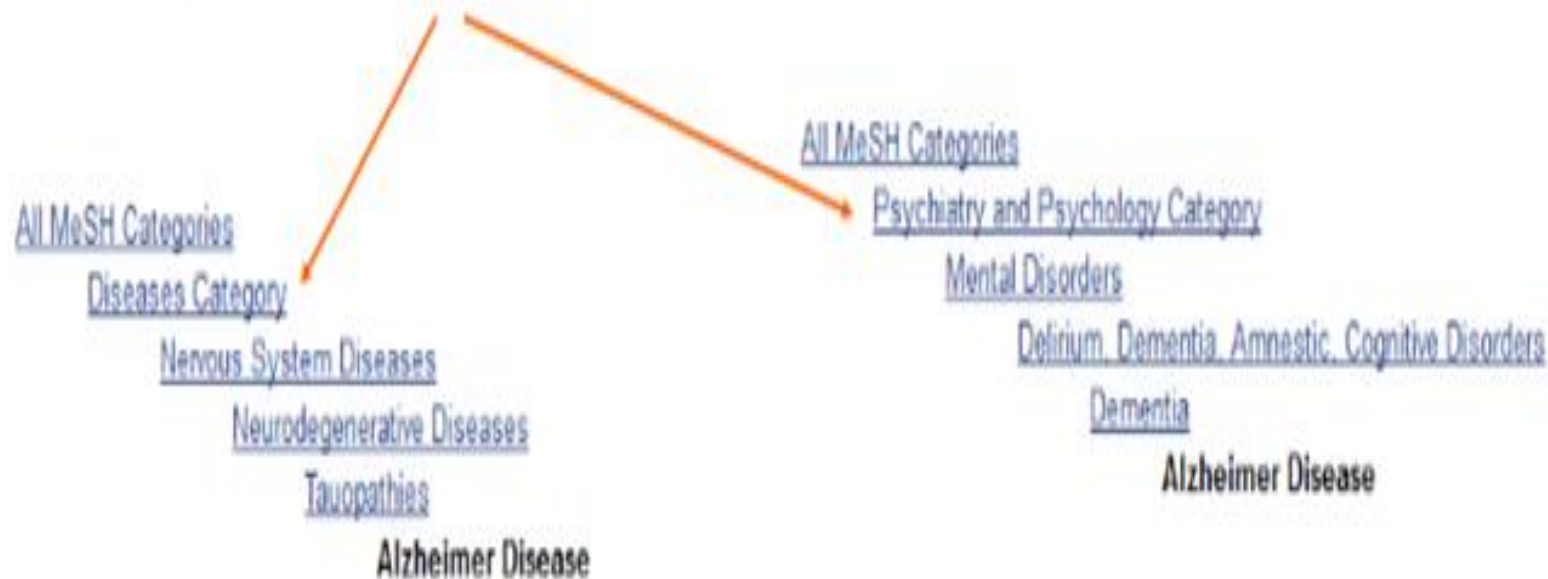 All MeSH Categories
Diseases Category
Nervous System Diseases
Neurodegenerative Diseases
Tauopathies
Alzheimer Disease
All MeSH Categories
Psychiatry and Psychology Category
Mental Disorders
Delirium, Dementia, Amnestic, Cognitive Disorders
Dementia
Alzheimer Disease